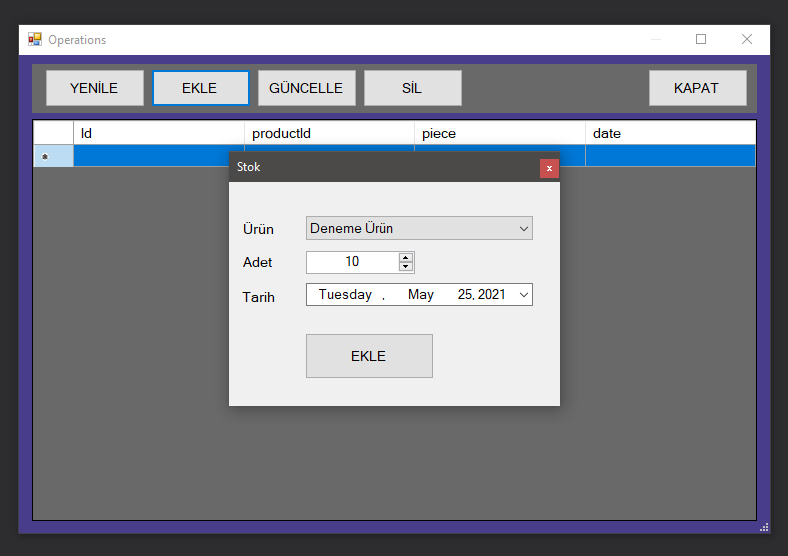 Operations
YENİLE EKLE GÜNCELLE SİL KAPAT
Id productId piece date
Stok
Ürün Deneme Ürün
Adet 10
Tarih Tuesday , May 25, 2021
EKLE